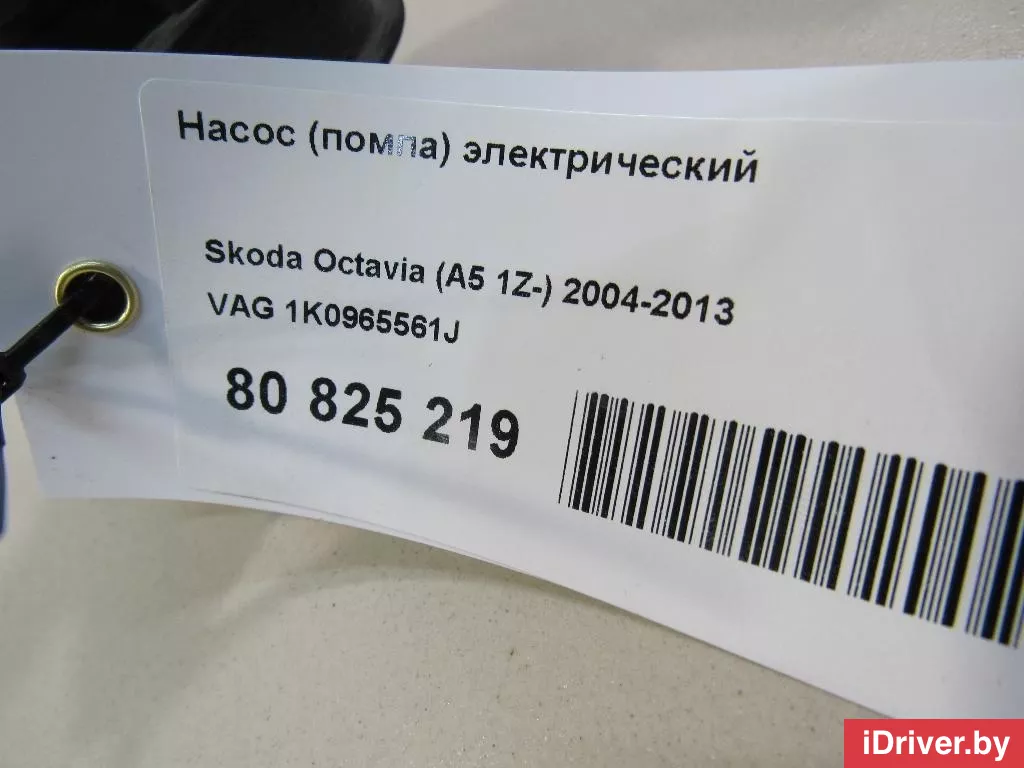 Насос (помпа) электрический
Skoda Octavia (A5 1Z-) 2004-2013
VAG 1K0965561J
80 825 219
iDriver.by